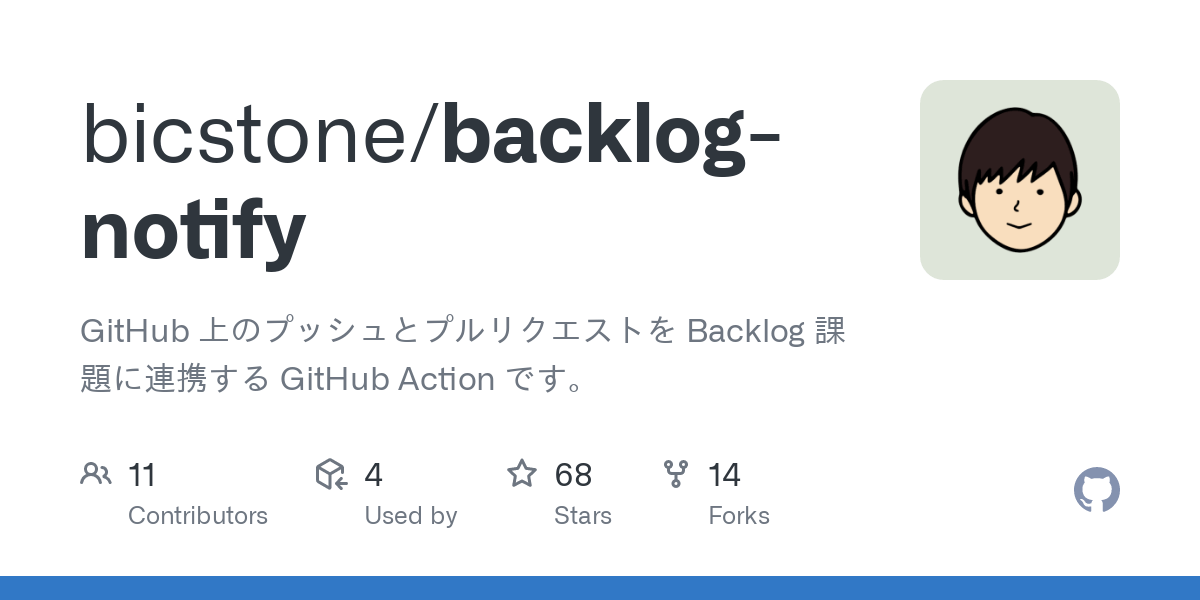 bicstone/backlog-
notify
GitHub 上のプッシュとプルリクエストを Backlog 課
題に連携する GitHub Action です。
11 4 68 14
Contributors Used by Stars Forks